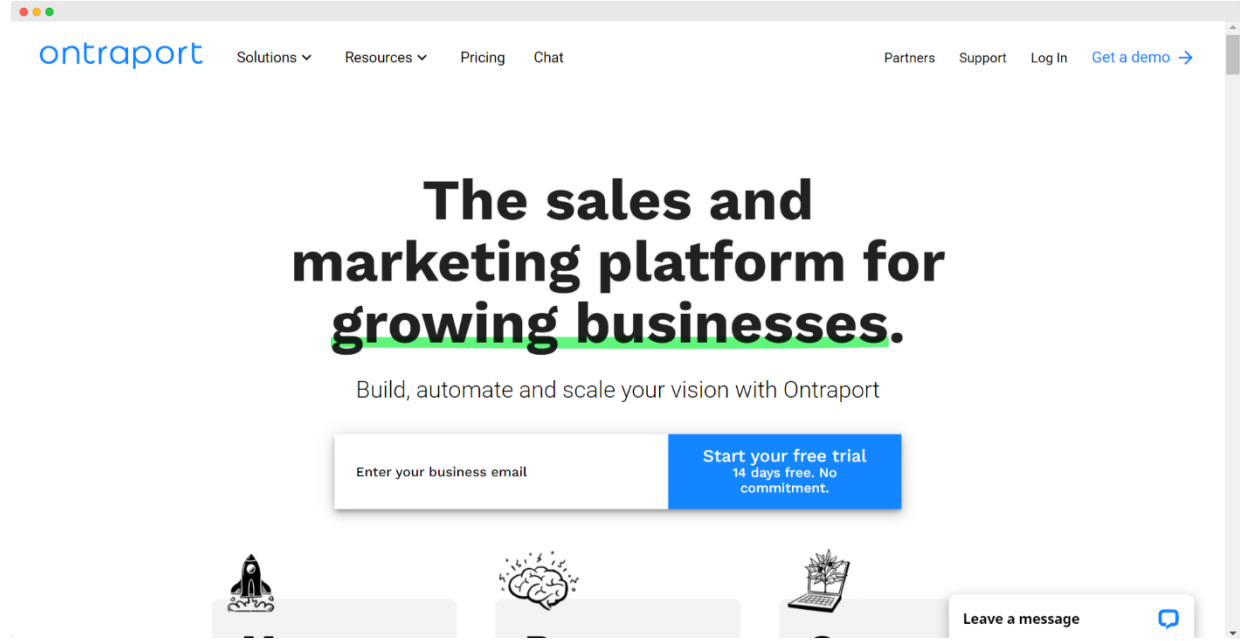 ontraport
Solutions
Resources
Pricing
Chat
Partners
Support
Log In
Get a demo
The sales and
marketing platform for
growing businesses.
Build, automate and scale your vision with Ontraport
Enter your business email
Start your free trial
14 days free. No
commitment.
Leave a message